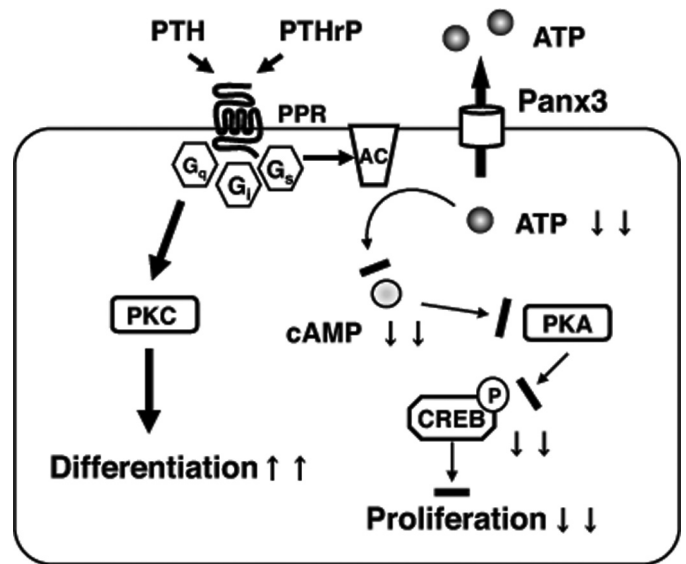 PTH PTHrP ATP
Panx3
PPR
AC
Gq Gi Gs
ATP ↓ ↓
PKC
cAMP ↓ ↓
PKA
P
CREB
↓ ↓
Differentiation ↑ ↑
Proliferation ↓ ↓